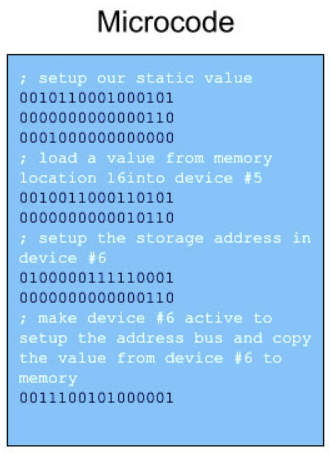 Microcode
; setup our static value
0010110001000101
0000000000000110
0001000000000000
; load a value from memory
location 16into device #5
0010011000110101
0000000000010110
; setup the storage address in
device #6
0100000111110001
0000000000000110
; make device #6 active to
setup the address bus and copy
the value from device #6 to
memory
0011100101000001